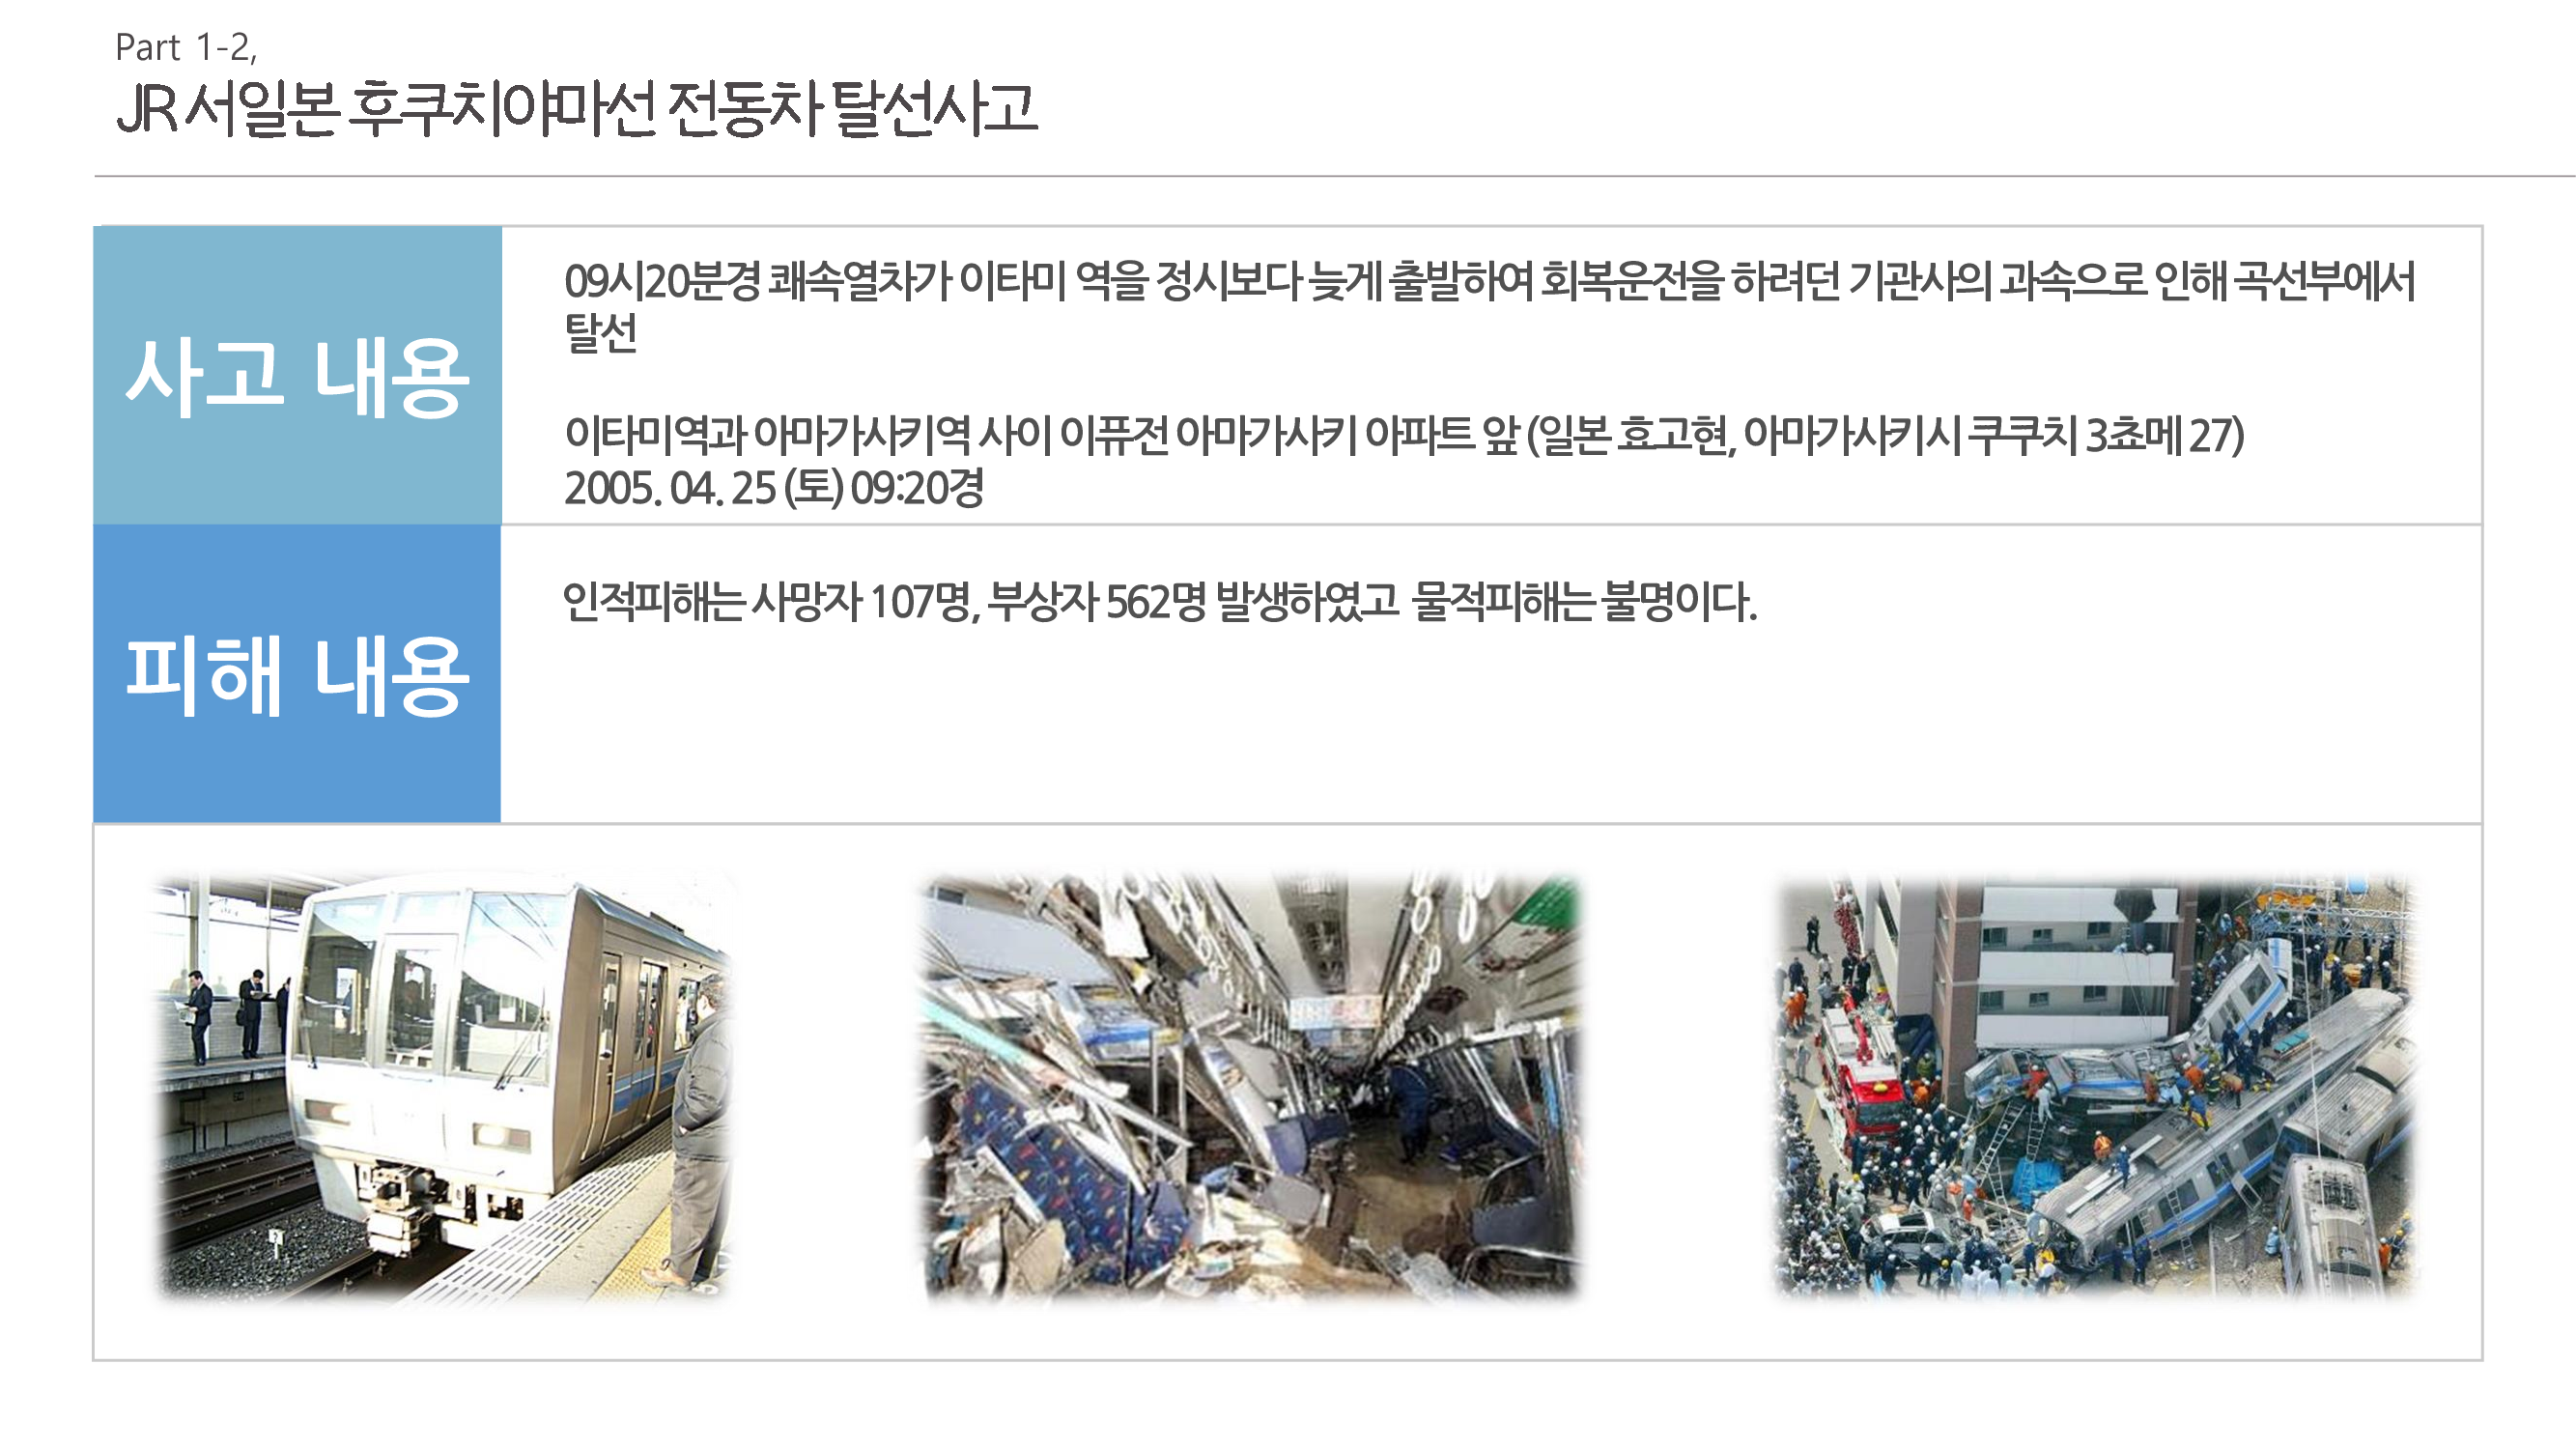 Part 1-2,
JR 서일본 후쿠치야마선 전동차 탈선사고
사고 내용
09시20분경 쾌속열차가 이타미 역을 정시보다 늦게 출발하여 회복운전을 하려던 기관사의 과속으로 인해 곡선부에서
탈선
이타미역과 아마가사키역 사이 이퓨전 아마가사키 아파트 앞 (일본 효고현, 아마가사키시 쿠쿠치 3쵸메 27)
2005. 04. 25 (토) 09:20경
피해 내용
인적피해는 사망자 107명, 부상자 562명 발생하였고 물적피해는 불명이다.